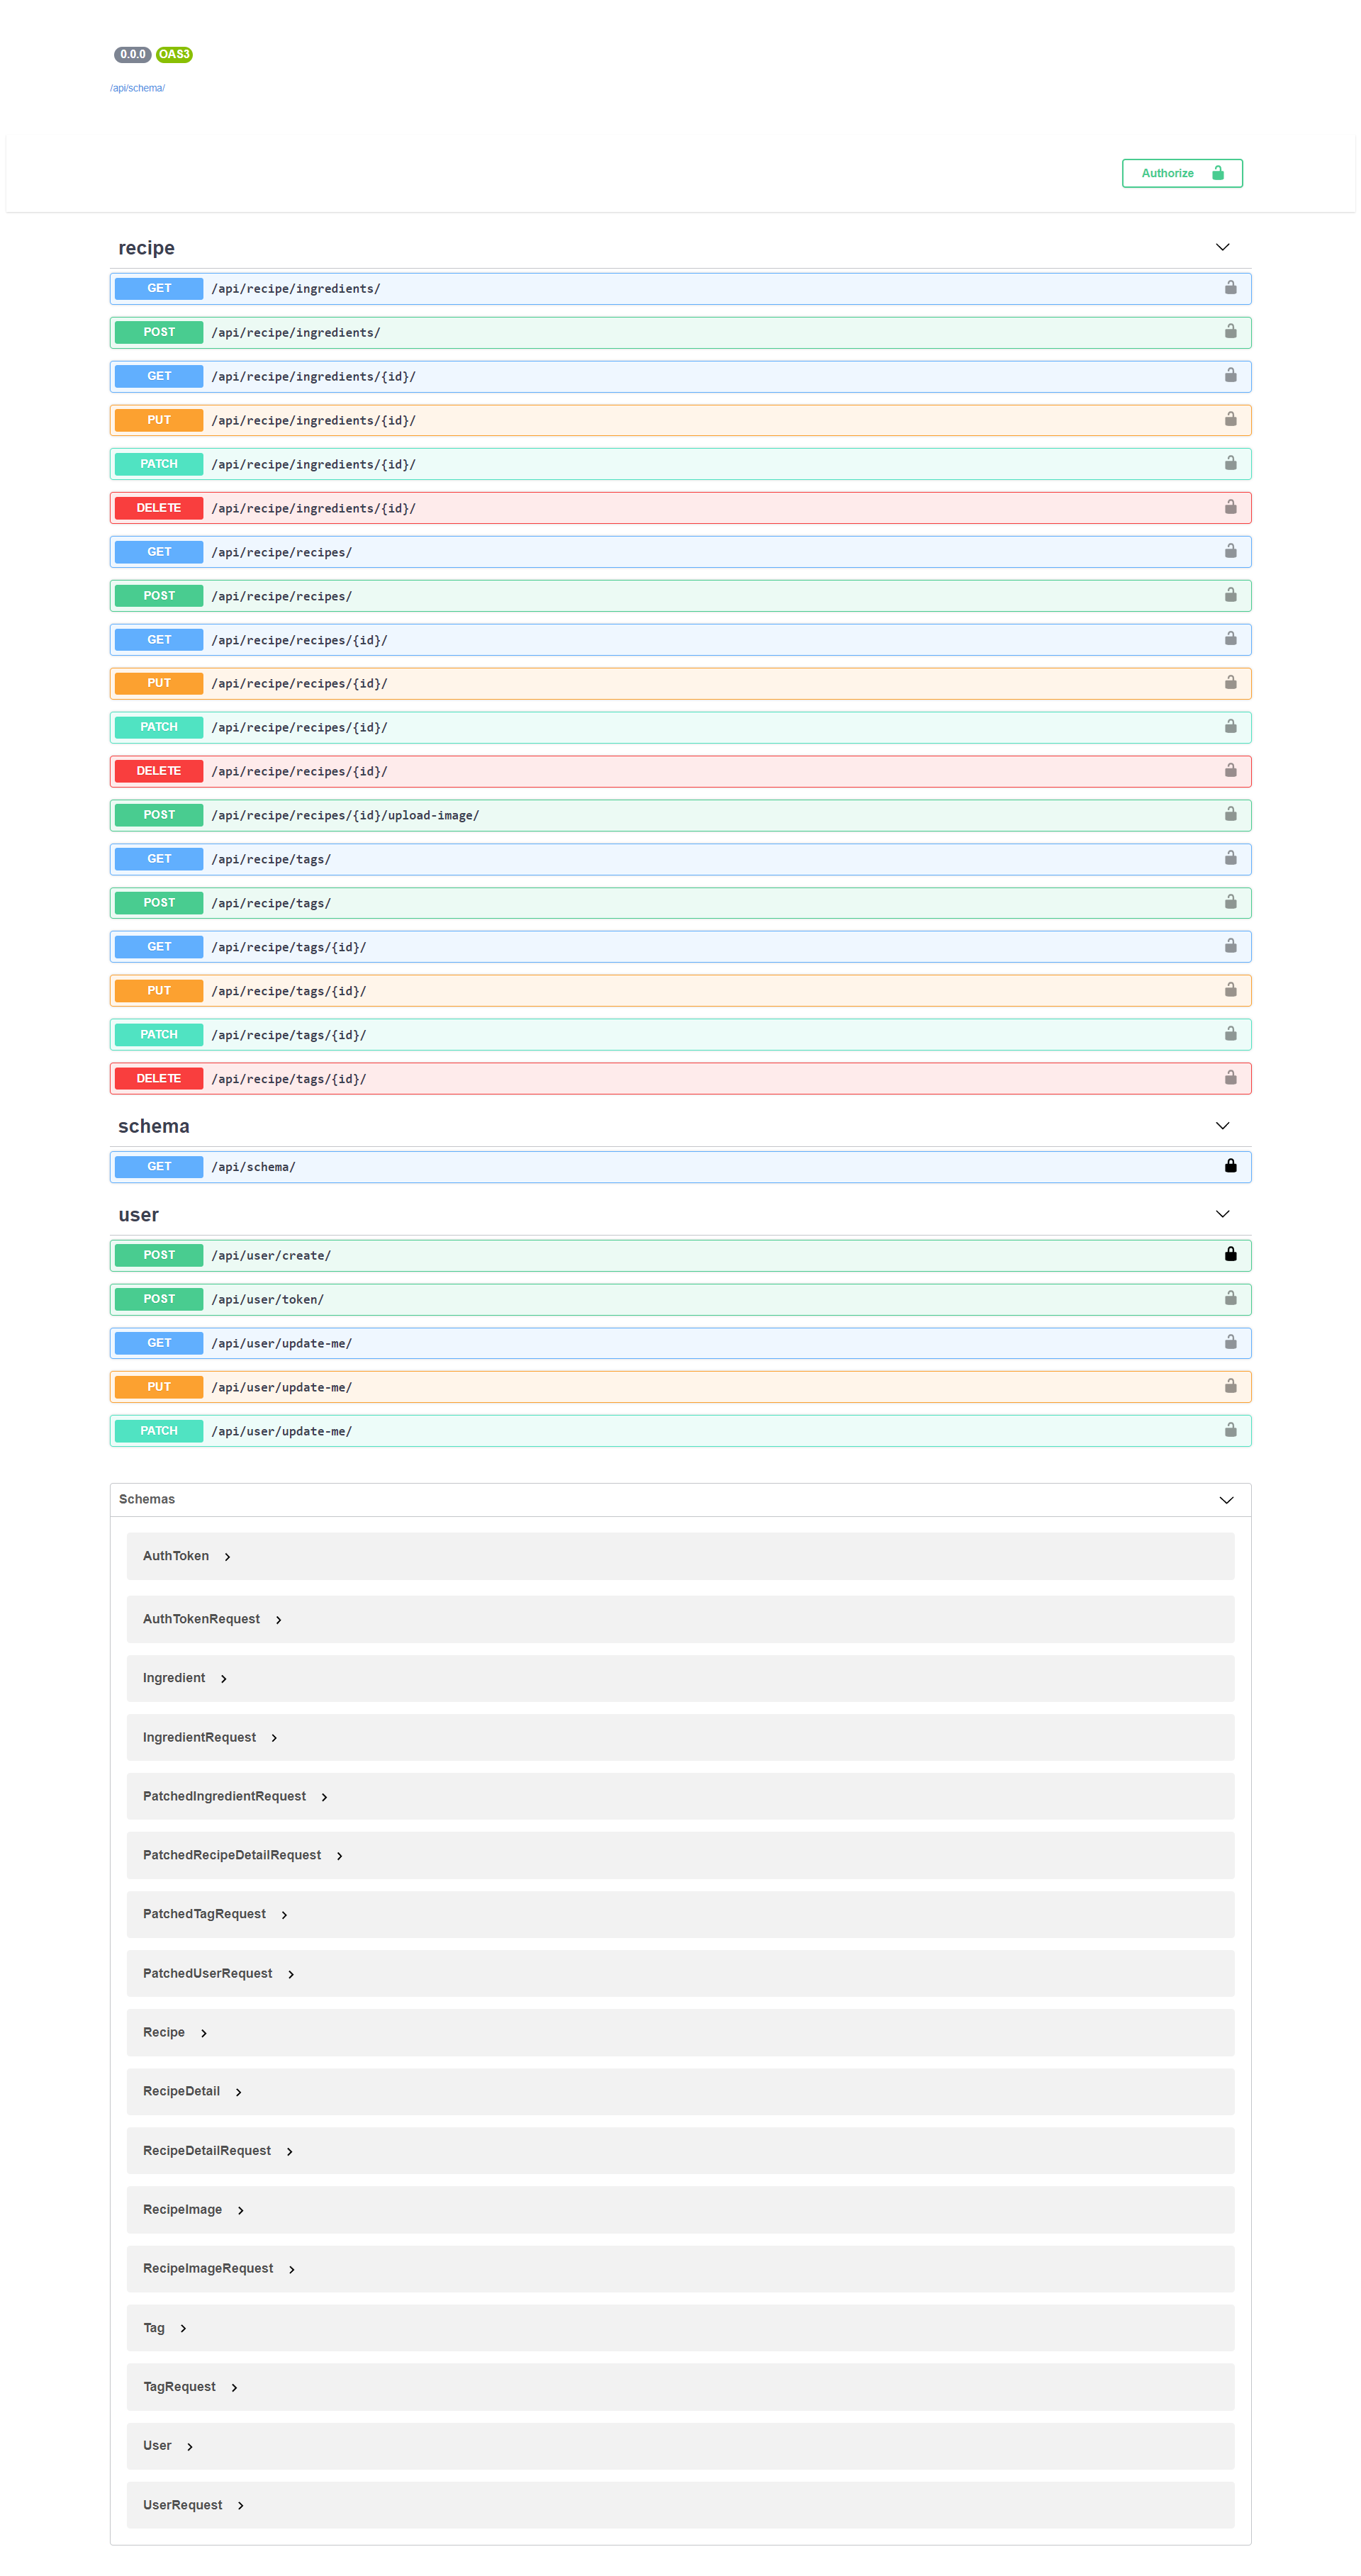 0.0.0 OAS3
/api/schema/
Authorize
recipe
GET /api/recipe/ingredients/
POST /api/recipe/ingredients/
GET /api/recipe/ingredients/{id}/
PUT /api/recipe/ingredients/{id}/
PATCH /api/recipe/ingredients/{id}/
DELETE /api/recipe/ingredients/{id}/
GET /api/recipe/recipes/
POST /api/recipe/recipes/
GET /api/recipe/recipes/{id}/
PUT /api/recipe/recipes/{id}/
PATCH /api/recipe/recipes/{id}/
DELETE /api/recipe/recipes/{id}/
POST /api/recipe/recipes/{id}/upload-image/
GET /api/recipe/tags/
POST /api/recipe/tags/
GET /api/recipe/tags/{id}/
PUT /api/recipe/tags/{id}/
PATCH /api/recipe/tags/{id}/
DELETE /api/recipe/tags/{id}/
schema
GET /api/schema/
user
POST /api/user/create/
POST /api/user/token/
GET /api/user/update-me/
PUT /api/user/update-me/
PATCH /api/user/update-me/
Schemas
AuthToken
AuthTokenRequest
Ingredient
IngredientRequest
PatchedIngredientRequest
PatchedRecipeDetailRequest
PatchedTagRequest
PatchedUserRequest
Recipe
RecipeDetail
RecipeDetailRequest
RecipeImage
RecipeImageRequest
Tag
TagRequest
User
UserRequest